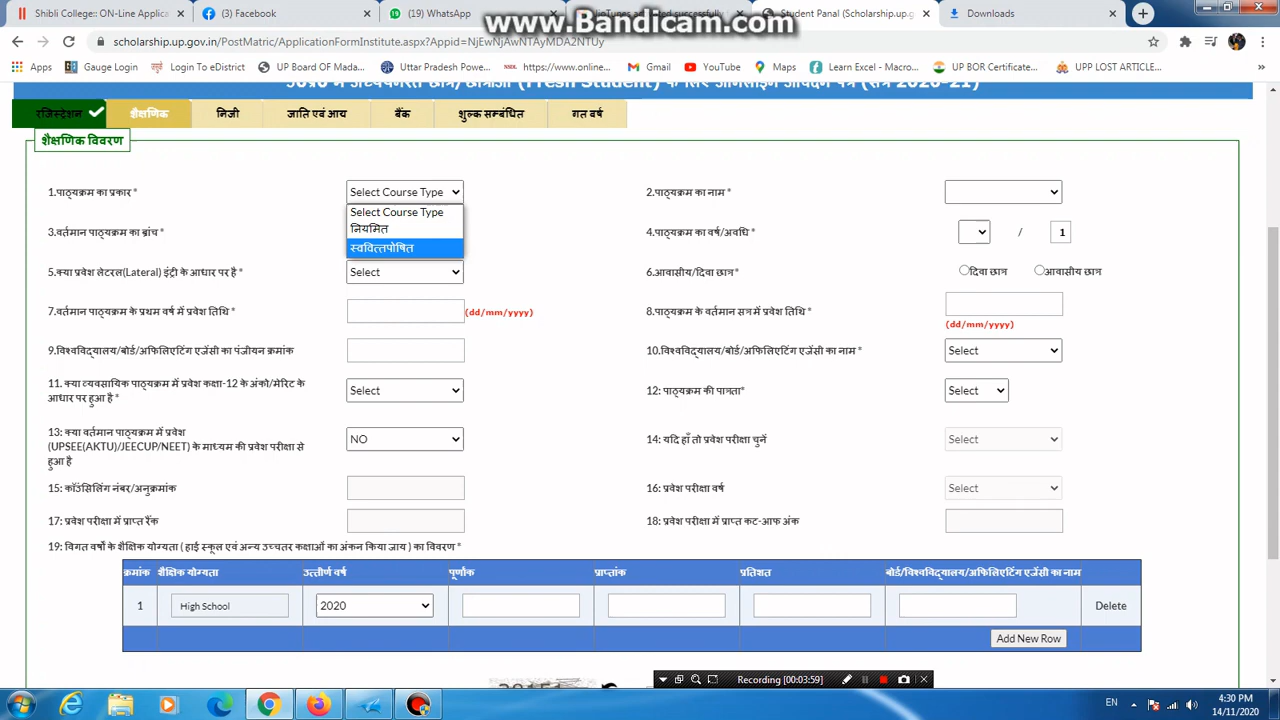 Shibli College: ON-Line Applica
(3) Facebook
(19) WhatsApp
Student Panel (Scholarship.up.g
Downloads
www.Bandicam.com
scholarship.up.gov.in/PostMatric/ApplicationFormInstitute.aspx?Appid=NjEwNjAwNTAyMDA2NTUy
Apps
Gauge Login
Login To eDistrict
UP BOARD Of MADA...
Uttar Pradesh Power...
https://www.online...
Gmail
YouTube
Maps
Learn Excel - Macro...
UP BOR Certificate...
UPP LOST ARTICLE...
रजिस्ट्रेशन
शैक्षणिक
निजी
जाति एवं आय
बैंक
शुल्क सम्बंधित
गत वर्ष
शैक्षणिक विवरण
1.पाठ्यक्रम का प्रकार *
Select Course Type
2.पाठ्यक्रम का नाम *
Select Course Type
नियमित
स्ववित्तपोषित
3.वर्तमान पाठ्यक्रम का ब्रांच *
4.पाठ्यक्रम का वर्ष/अवधि *
/
1
5.क्या प्रवेश लेटरल(Lateral) इंट्री के आधार पर है *
Select
6.आवासीय/दिवा छात्र*
दिवा छात्र
आवासीय छात्र
7.वर्तमान पाठ्यक्रम के प्रथम वर्ष में प्रवेश तिथि *
(dd/mm/yyyy)
8.पाठ्यक्रम के वर्तमान सत्र में प्रवेश तिथि *
(dd/mm/yyyy)
9.विश्वविद्यालय/बोर्ड/अफिलिएटिंग एजेंसी का पंजीयन क्रमांक
10.विश्वविद्यालय/बोर्ड/अफिलिएटिंग एजेंसी का नाम *
Select
11. क्या व्यवसायिक पाठ्यक्रम में प्रवेश कक्षा-12 के अंको/मेरिट के
आधार पर हुआ है *
Select
12: पाठ्यक्रम की पात्रता*
Select
13: क्या वर्तमान पाठ्यक्रम में प्रवेश
(UPSEE(AKTU)/JEECUP/NEET) के माध्यम की प्रवेश परीक्षा से
हुआ है
NO
14: यदि हाँ तो प्रवेश परीक्षा चुनें
Select
15: कॉउंसिलिंग नंबर/अनुक्रमांक
16: प्रवेश परीक्षा वर्ष
Select
17: प्रवेश परीक्षा में प्राप्त रैंक
18: प्रवेश परीक्षा में प्राप्त कट-आफ अंक
19: विगत वर्षो के शैक्षिक योग्यता ( हाई स्कूल एवं अन्य उच्चतर कक्षाओं का अंकन किया जाय ) का विवरण *
क्रमांक
शैक्षिक योग्यता
उत्तीर्ण वर्ष
पूर्णांक
प्राप्तांक
प्रतिशत
बोर्ड/विश्वविद्यालय/अफिलिएटिंग एजेंसी का नाम
1
High School
2020
Delete
Add New Row
Recording [00:03:59]
EN
4:30 PM
14/11/2020